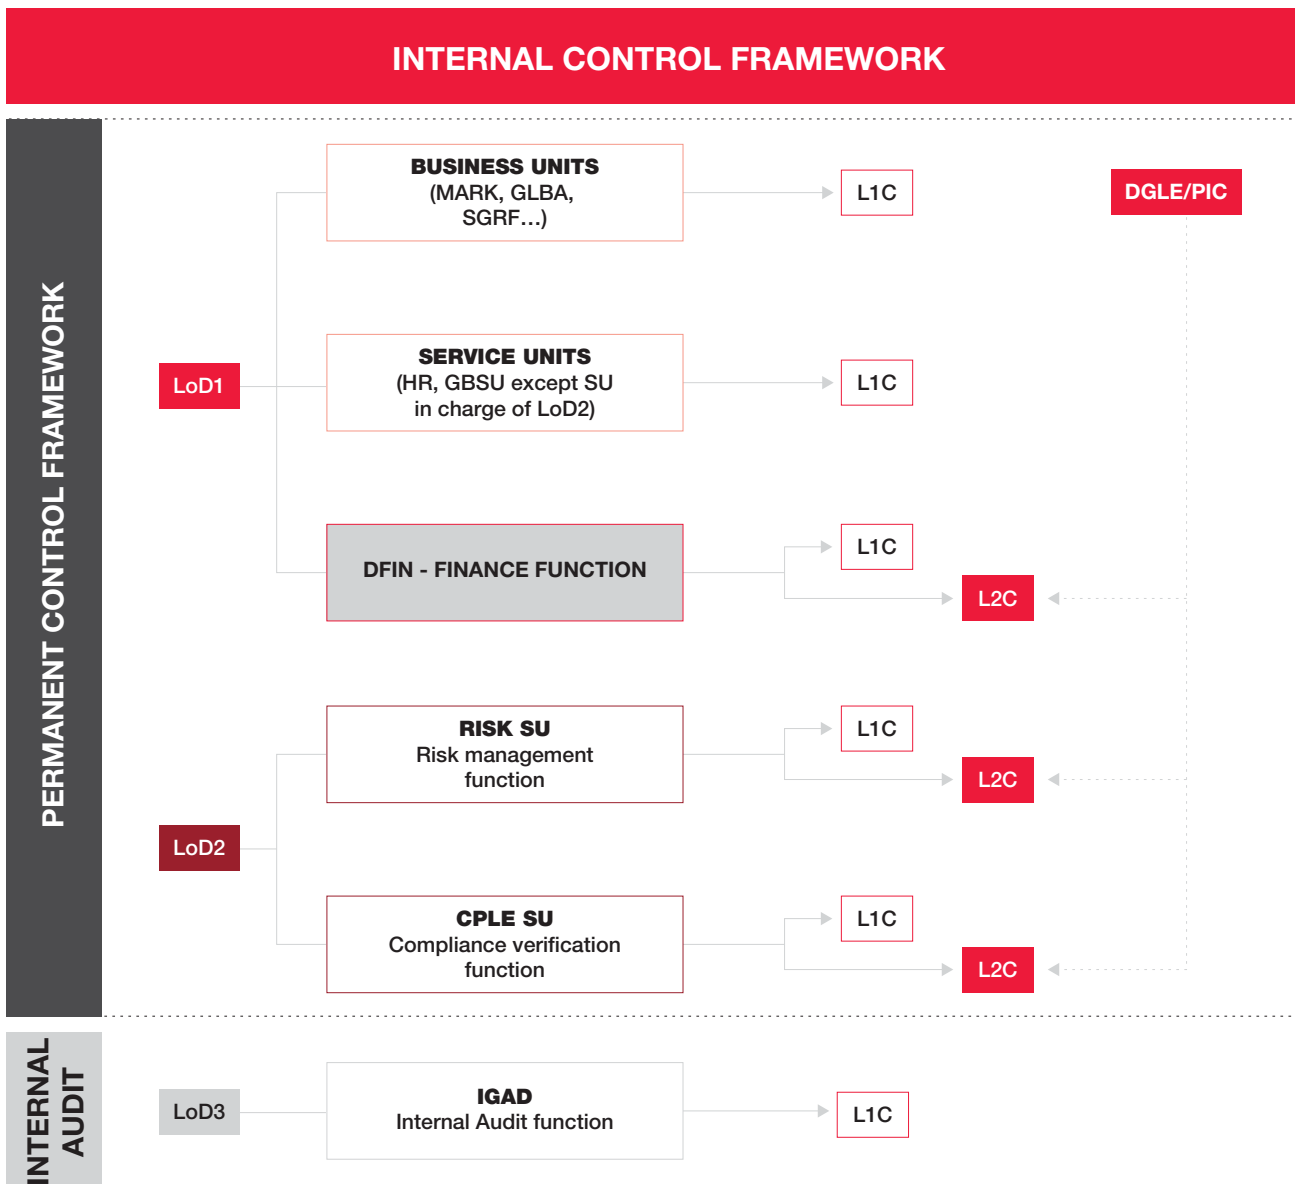 INTERNAL CONTROL FRAMEWORK
PERMANENT CONTROL FRAMEWORK
LoD1
BUSINESS UNITS
(MARK, GLBA,
SGRF…)
L1C
DGLE/PIC
SERVICE UNITS
(HR, GBSU except SU
in charge of LoD2)
L1C
DFIN - FINANCE FUNCTION
L1C
L2C
LoD2
RISK SU
Risk management
function
L1C
L2C
CPLE SU
Compliance verification
function
L1C
L2C
INTERNAL
AUDIT
LoD3
IGAD
Internal Audit function
L1C